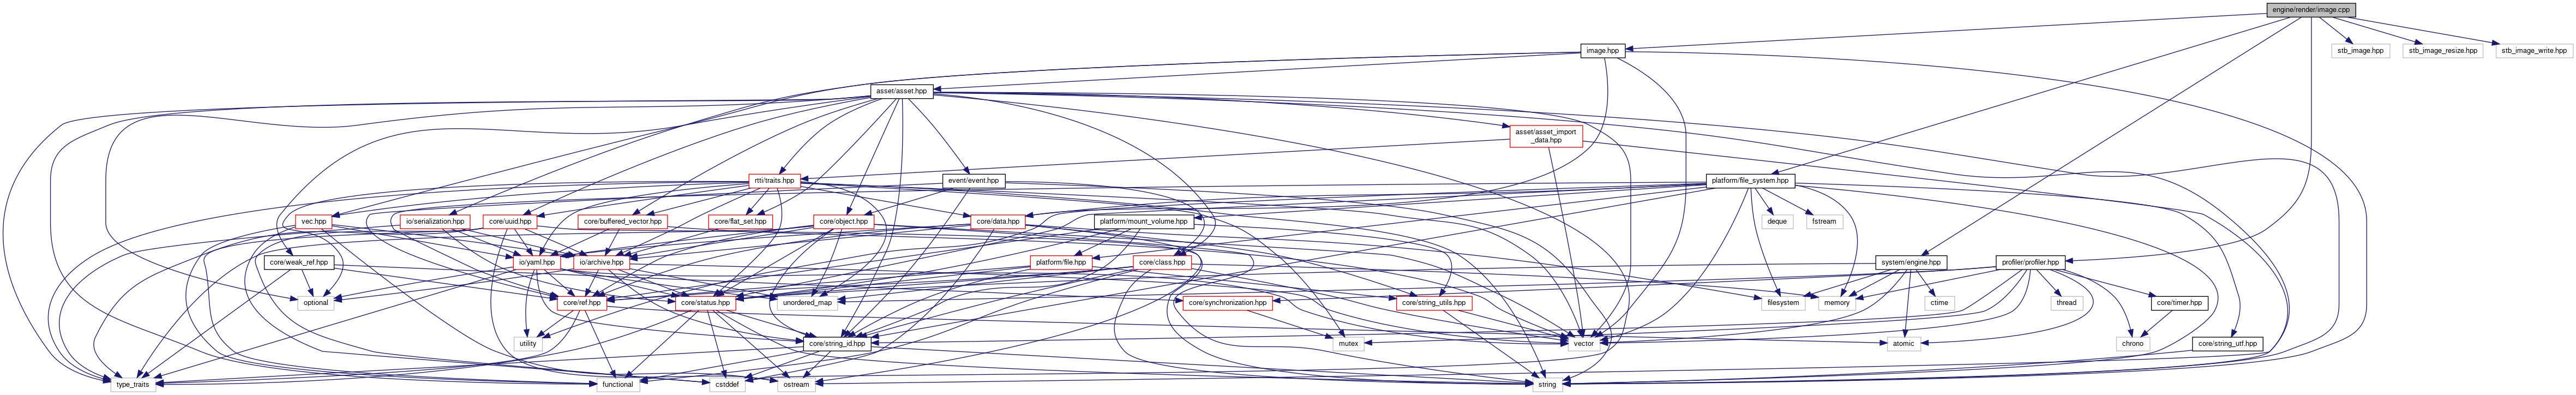 engine/render/image.cpp
image.hpp
stb_image.hpp
stb_image_resize.hpp
stb_image_write.hpp
asset/asset.hpp
asset/asset_import
_data.hpp
rtti/traits.hpp
event/event.hpp
platform/file_system.hpp
vec.hpp
io/serialization.hpp
core/uuid.hpp
core/buffered_vector.hpp
core/flat_set.hpp
core/object.hpp
core/data.hpp
platform/mount_volume.hpp
deque
fstream
core/weak_ref.hpp
io/yaml.hpp
io/archive.hpp
platform/file.hpp
core/class.hpp
system/engine.hpp
profiler/profiler.hpp
optional
core/ref.hpp
core/status.hpp
unordered_map
core/synchronization.hpp
core/string_utils.hpp
filesystem
memory
ctime
thread
core/timer.hpp
utility
core/string_id.hpp
mutex
vector
atomic
chrono
core/string_utf.hpp
type_traits
functional
cstddef
ostream
string